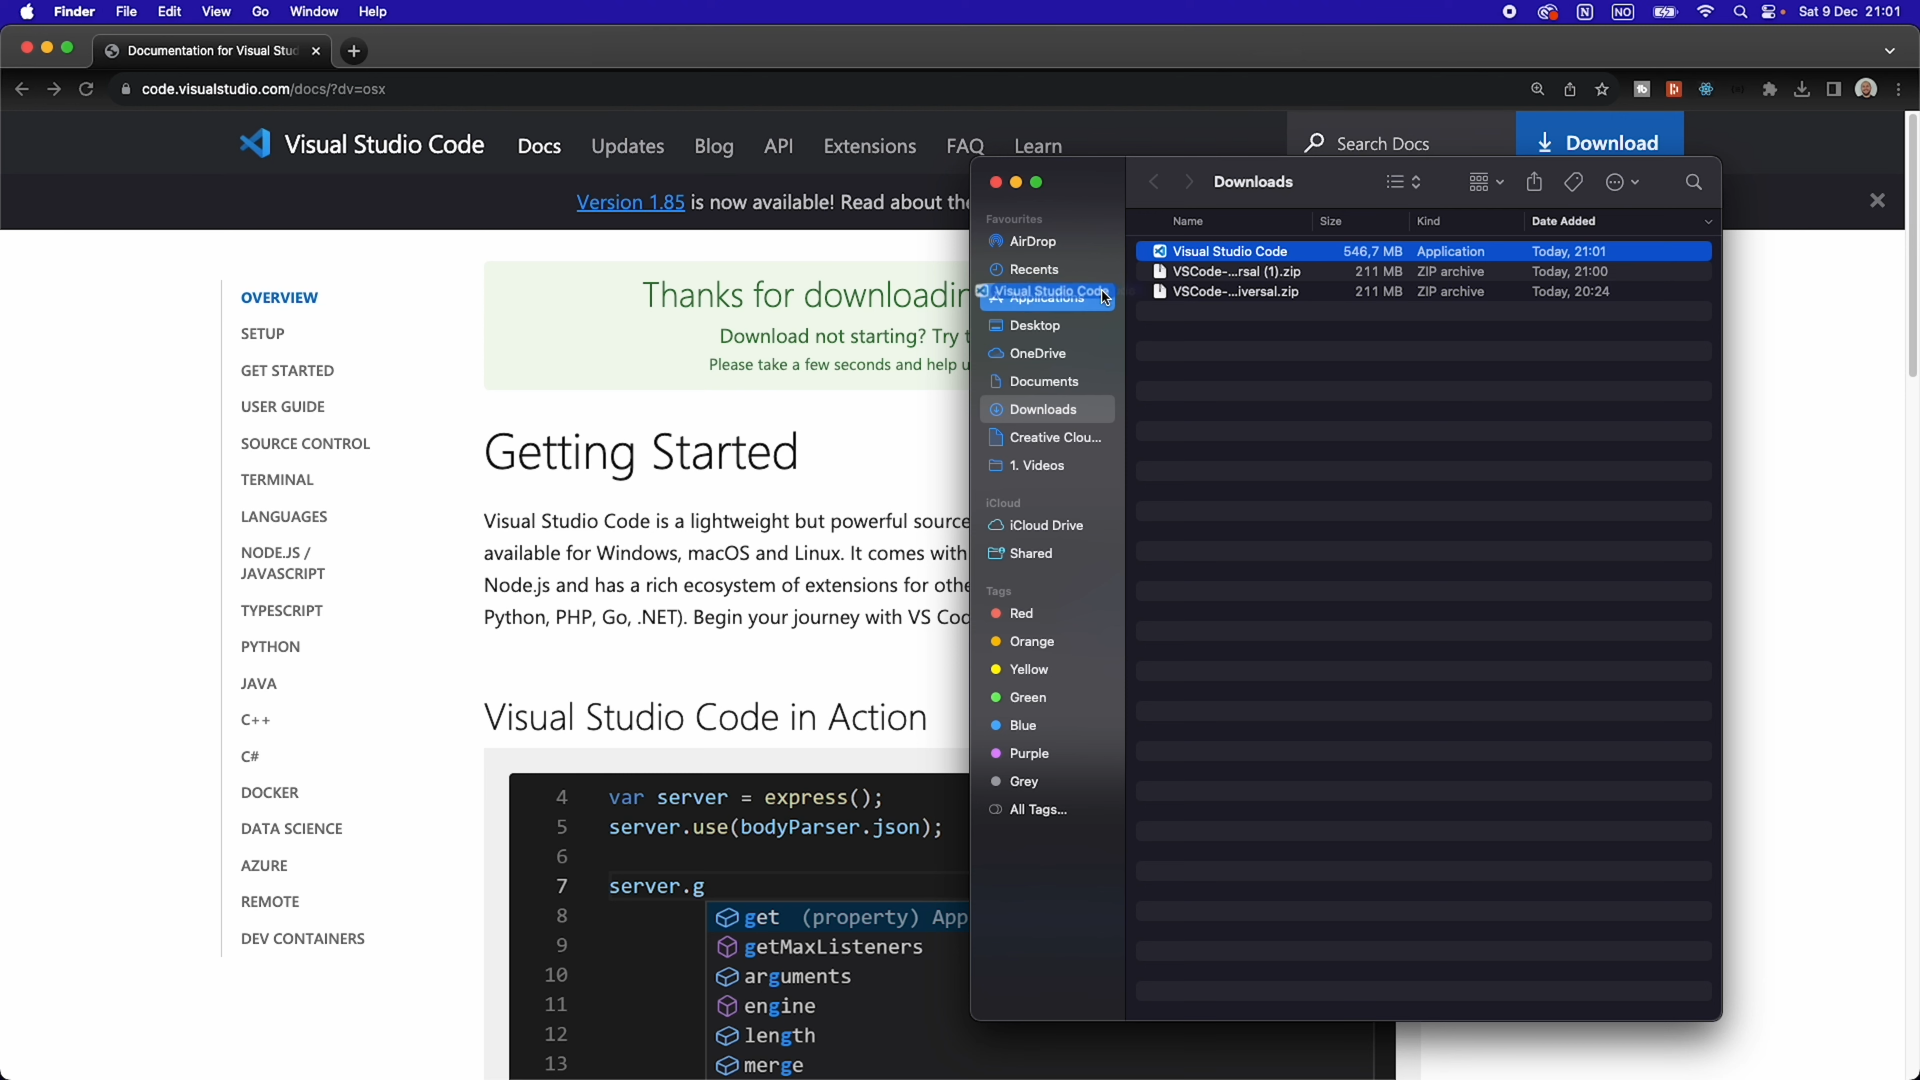 Finder File Edit View Go Window Help
N NO Sat 9 Dec 21:01
Documentation for Visual Stud
code.visualstudio.com/docs/?dv=osx
Visual Studio Code Docs Updates Blog API Extensions FAQ Learn
Search Docs
Download
Version 1.85 is now available! Read about the
OVERVIEW
SETUP
GET STARTED
USER GUIDE
SOURCE CONTROL
TERMINAL
LANGUAGES
NODE.JS /
JAVASCRIPT
TYPESCRIPT
PYTHON
JAVA
C++
C#
DOCKER
DATA SCIENCE
AZURE
REMOTE
DEV CONTAINERS
Thanks for downloadin
Download not starting? Try t
Please take a few seconds and help u
Getting Started
Visual Studio Code is a lightweight but powerful source
available for Windows, macOS and Linux. It comes with
Node.js and has a rich ecosystem of extensions for othe
Python, PHP, Go, .NET). Begin your journey with VS Cod
Visual Studio Code in Action
4 var server = express();
5 server.use(bodyParser.json);
6
7 server.g
8 get (property) App
9 getMaxListeners
10 arguments
11 engine
12 length
13 merge
Favourites
AirDrop
Recents
Visual Studio Code
Applications
Desktop
OneDrive
Documents
Downloads
Creative Clou...
1. Videos
iCloud
iCloud Drive
Shared
Tags
Red
Orange
Yellow
Green
Blue
Purple
Grey
All Tags...
Downloads
Name Size Kind Date Added
Visual Studio Code 546,7 MB Application Today, 21:01
VSCode-...rsal (1).zip 211 MB ZIP archive Today, 21:00
VSCode-...iversal.zip 211 MB ZIP archive Today, 20:24